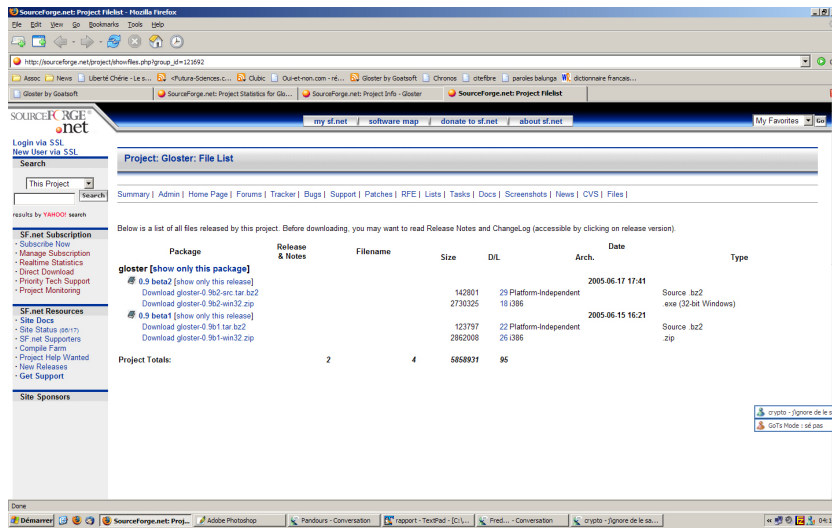 SourceForge.net: Project Filelist - Mozilla Firefox
File Edit View Go Bookmarks Tools Help
http://sourceforge.net/project/showfiles.php?group_id=121692
Assoc News Liberté Chérie - Le s... <Futura-Sciences.c... Clubic Oui-et-non.com - ré... Gloster by Goatsoft Chronos citefibre paroles balunga dictionnaire francais...
Gloster by Goatsoft SourceForge.net: Project Statistics for Glo... SourceForge.net: Project Info - Gloster SourceForge.net: Project Filelist
SOURCEFORGE®
.net
my sf.net / software map / donate to sf.net / about sf.net
My Favorites Go
Login via SSL
New User via SSL
Search
This Project
Search
results by YAHOO! search
SF.net Subscription
· Subscribe Now
· Manage Subscription
· Realtime Statistics
· Direct Download
· Priority Tech Support
· Project Monitoring
SF.net Resources
· Site Docs
· Site Status (06/17)
· SF.net Supporters
· Compile Farm
· Project Help Wanted
· New Releases
· Get Support
Site Sponsors
Project: Gloster: File List
Summary | Admin | Home Page | Forums | Tracker | Bugs | Support | Patches | RFE | Lists | Tasks | Docs | Screenshots | News | CVS | Files |
Below is a list of all files released by this project. Before downloading, you may want to read Release Notes and ChangeLog (accessible by clicking on release version).
Package Release & Notes Filename Size D/L Arch. Date Type
gloster [show only this package]
0.9 beta2 [show only this release] 2005-06-17 17:41
Download gloster-0.9b2-src.tar.bz2 142801 29 Platform-Independent Source .bz2
Download gloster-0.9b2-win32.zip 2730325 18 i386 .exe (32-bit Windows)
0.9 beta1 [show only this release] 2005-06-15 16:21
Download gloster-0.9b1.tar.bz2 123797 22 Platform-Independent Source .bz2
Download gloster-0.9b1-win32.zip 2862008 26 i386 .zip
Project Totals: 2 4 5858931 95
crypto - j'ignore de le s
GoTs Mode : sé pas
Done
Démarrer SourceForge.net: Proj... Adobe Photoshop Pandours - Conversation rapport - TextPad - [C:\... Fred... - Conversation crypto - j'ignore de le sa... 04:1